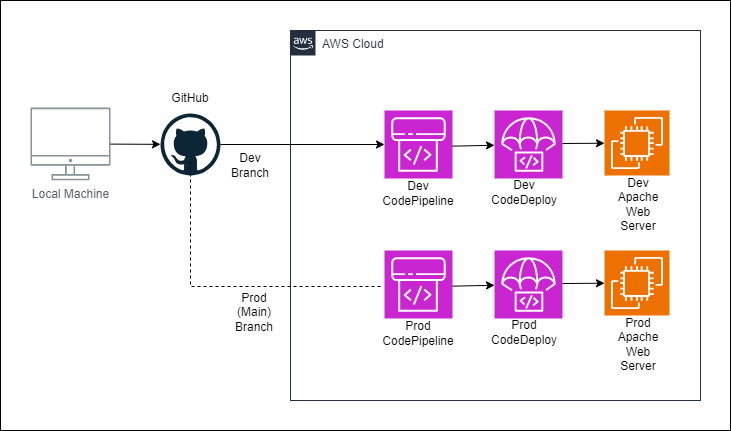 aws
AWS Cloud
GitHub
Local Machine
Dev
Branch
Dev
CodePipeline
Dev
CodeDeploy
Dev
Apache
Web
Server
Prod
(Main)
Branch
Prod
CodePipeline
Prod
CodeDeploy
Prod
Apache
Web
Server